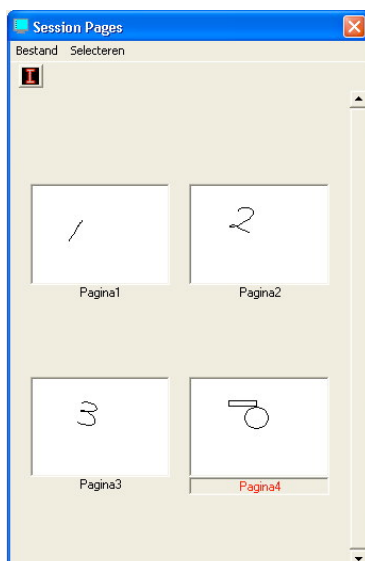 Session Pages
Bestand Selecteren
I
1
2
Pagina1
Pagina2
3
Pagina3
Pagina4